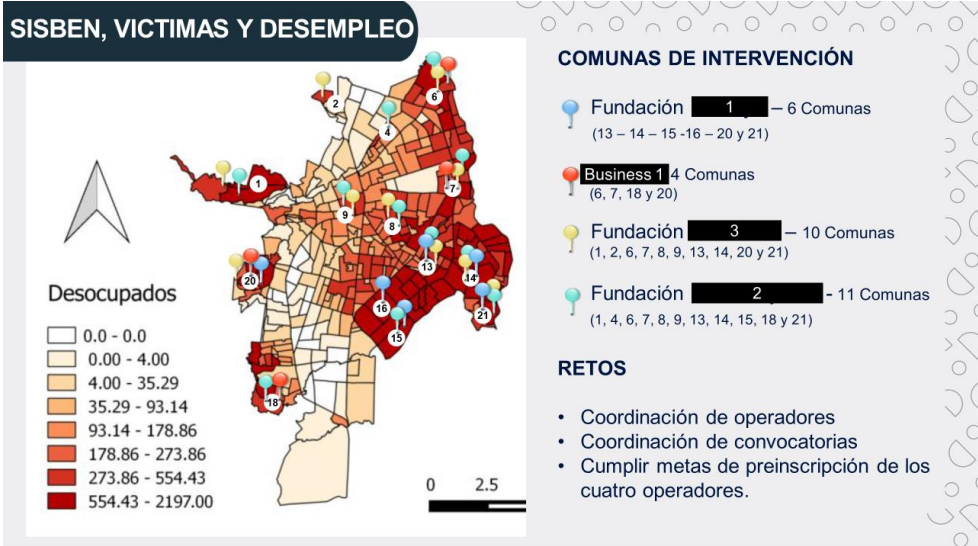 SISBEN, VICTIMAS Y DESEMPLEO
2
6
4
1
7
9
8
13
14
20
16
21
15
18
Desocupados
0.0 - 0.0
0.00 - 4.00
4.00 - 35.29
35.29 - 93.14
93.14 - 178.86
178.86 - 273.86
273.86 - 554.43
554.43 - 2197.00
0 2.5
COMUNAS DE INTERVENCIÓN
Fundación 1 – 6 Comunas
(13 – 14 – 15 -16 – 20 y 21)
Business 1 4 Comunas
(6, 7, 18 y 20)
Fundación 3 – 10 Comunas
(1, 2, 6, 7, 8, 9, 13, 14, 20 y 21)
Fundación 2 - 11 Comunas
(1, 4, 6, 7, 8, 9, 13, 14, 15, 18 y 21)
RETOS
• Coordinación de operadores
• Coordinación de convocatorias
• Cumplir metas de preinscripción de los
cuatro operadores.